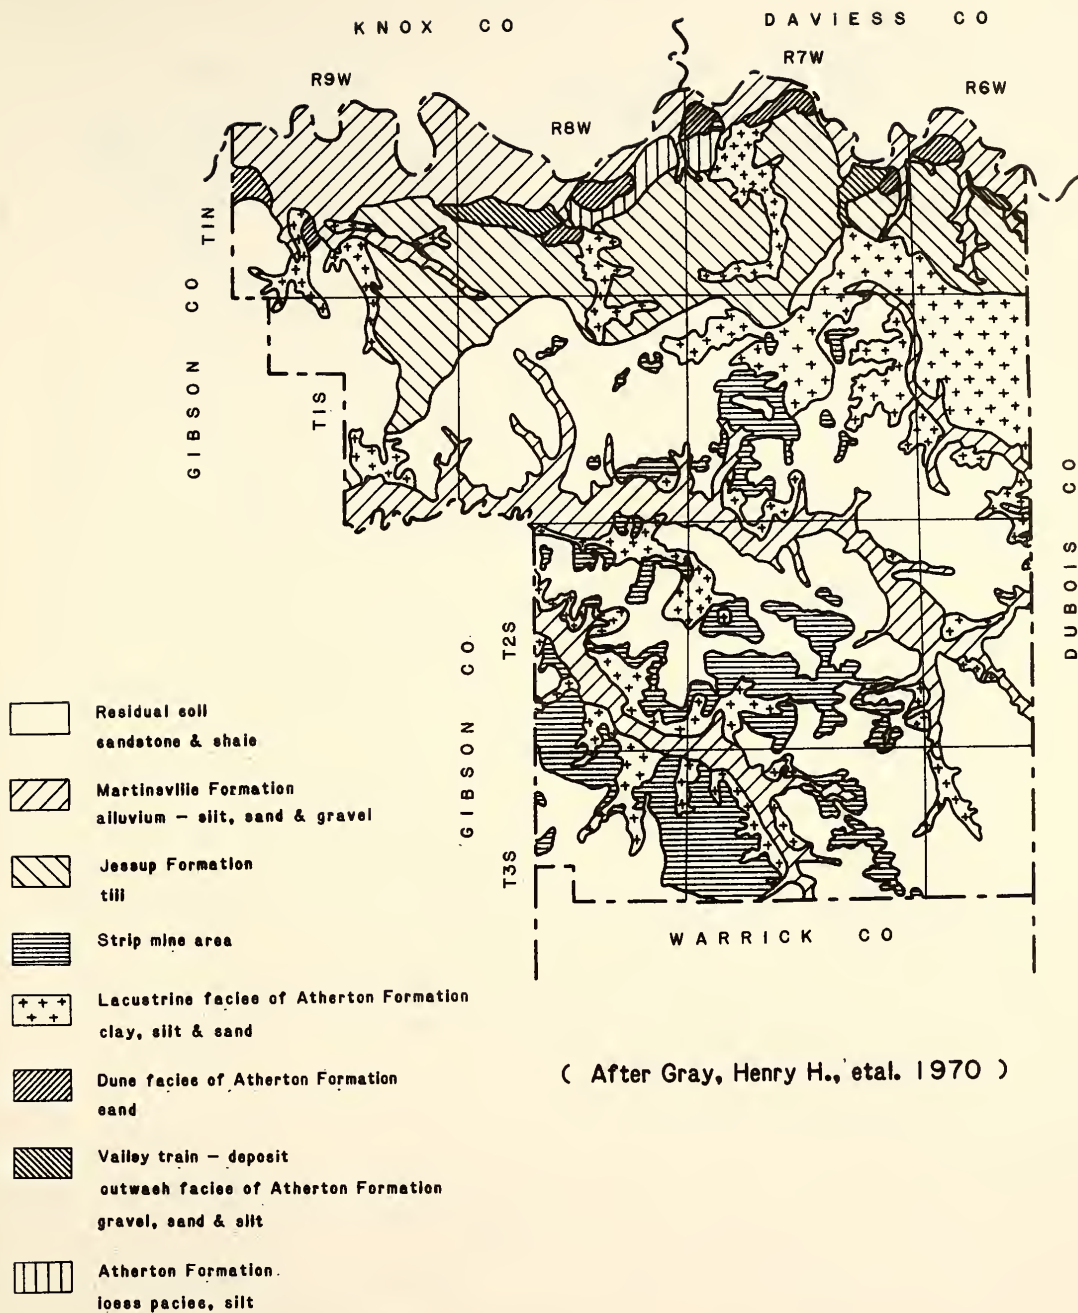 KNOX CO
DAVIESS CO
R9W
R8W
R7W
R6W
T1N
GIBSON CO
T1S
DUBOIS CO
T2S
GIBSON CO.
T3S
WARRICK CO
Residual soil
sandstone & shale
Martinsville Formation
alluvium – silt, sand & gravel
Jessup Formation
till
Strip mine area
Lacustrine facies of Atherton Formation
clay, silt & sand
Dune facies of Atherton Formation
sand
Valley train – deposit
outwash facies of Atherton Formation
gravel, sand & silt
Atherton Formation
loess pacies, silt
( After Gray, Henry H., etal. 1970 )